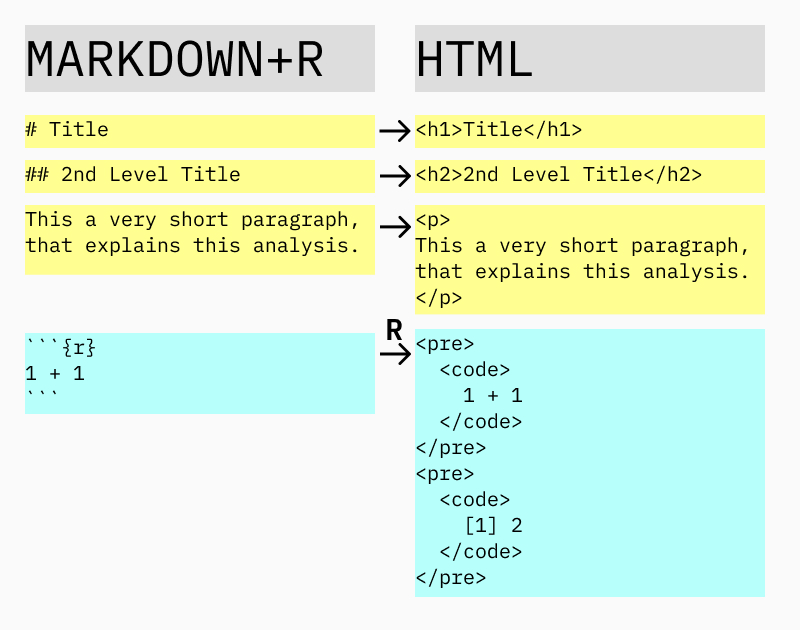 MARKDOWN+R
HTML
# Title
<h1>Title</h1>
## 2nd Level Title
<h2>2nd Level Title</h2>
This a very short paragraph,
that explains this analysis.
<p>
This a very short paragraph,
that explains this analysis.
</p>
```{r}
1 + 1
```
R
<pre>
  <code>
    1 + 1
  </code>
</pre>
<pre>
  <code>
    [1] 2
  </code>
</pre>